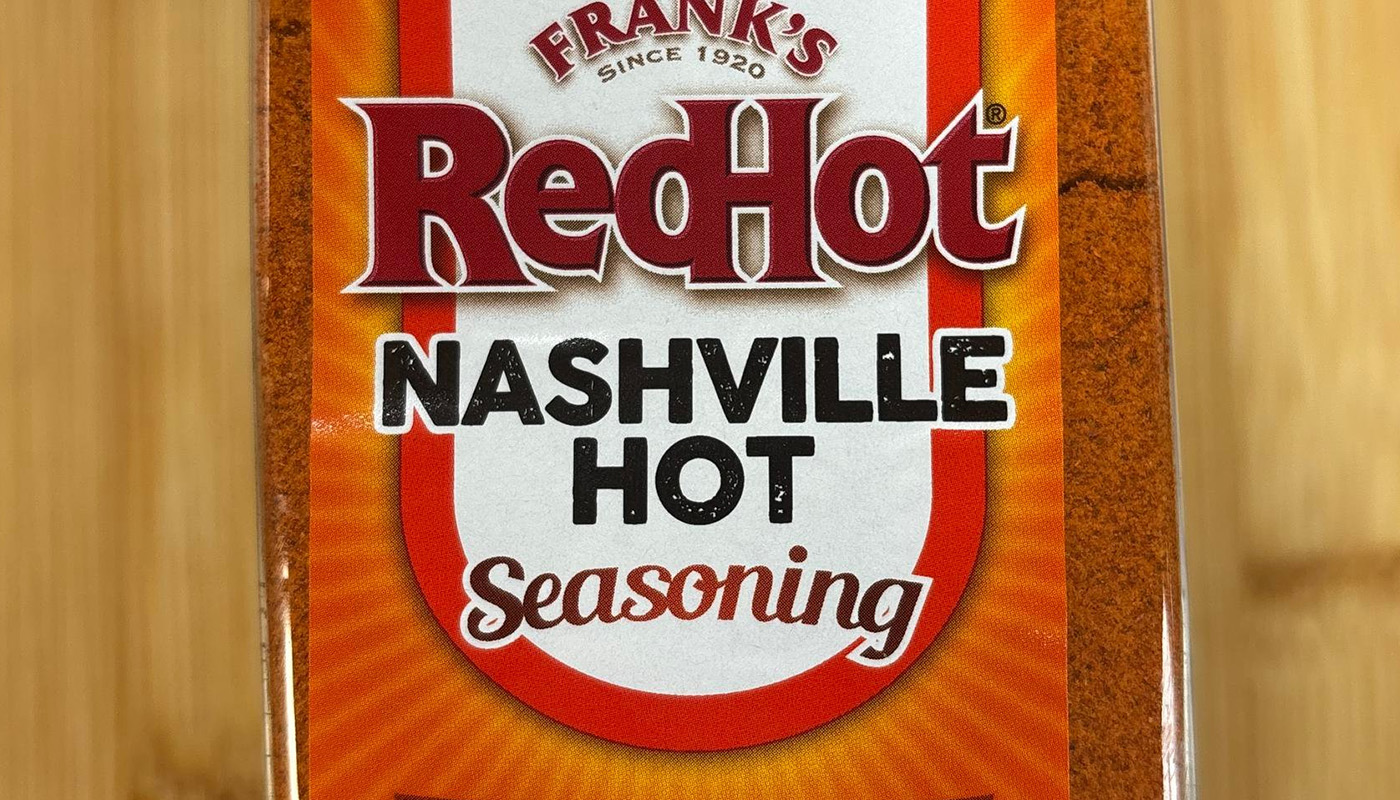 FRANK'S
SINCE 1920
RedHot®
NASHVILLE
HOT
Seasoning